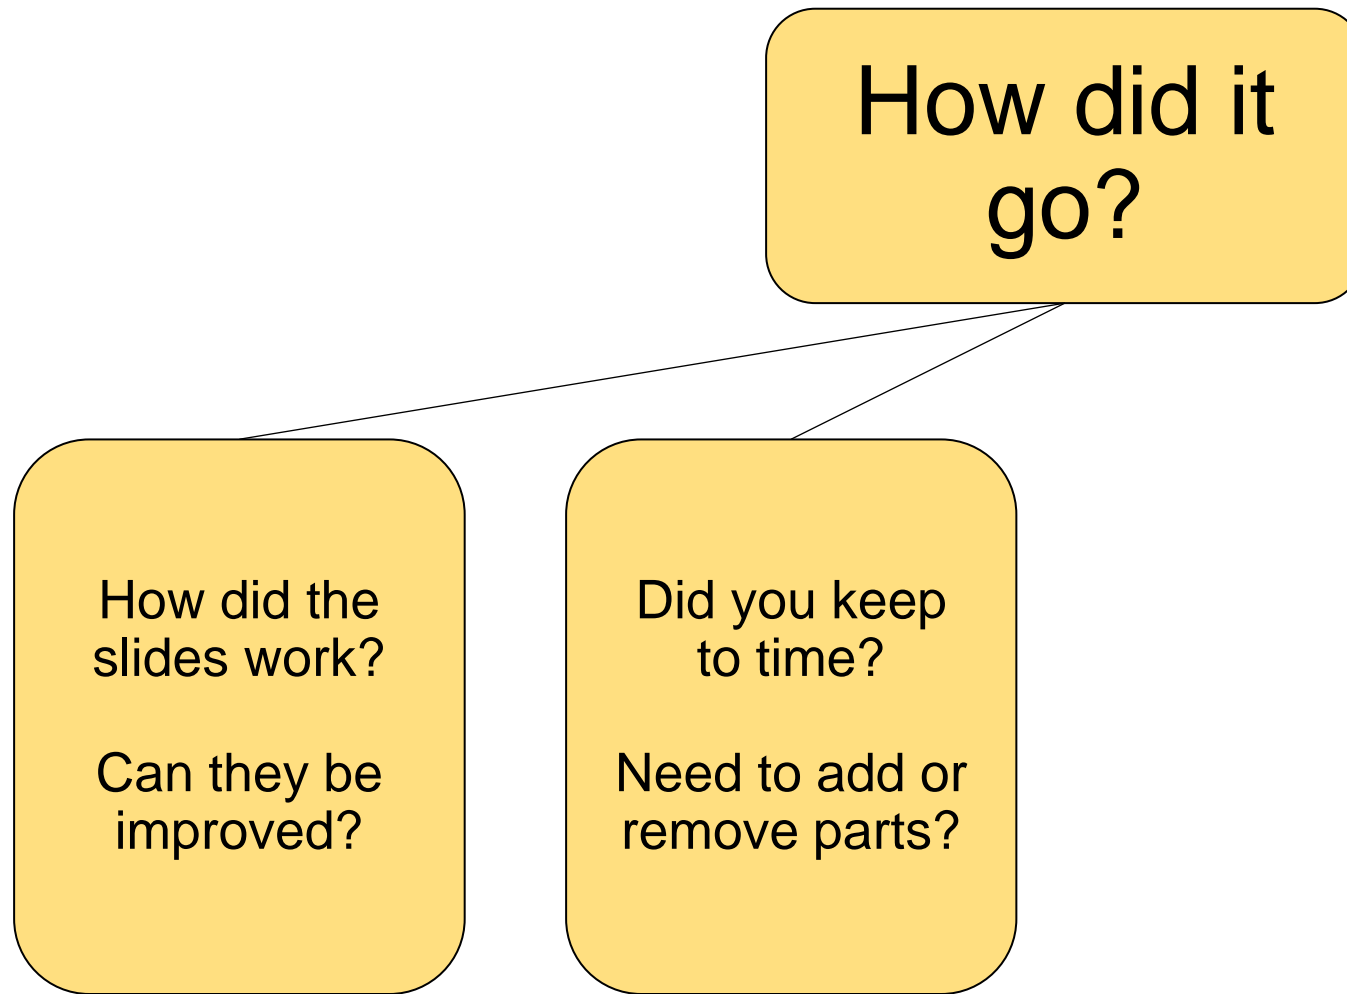 How did it
go?
How did the
slides work?
Can they be
improved?
Did you keep
to time?
Need to add or
remove parts?